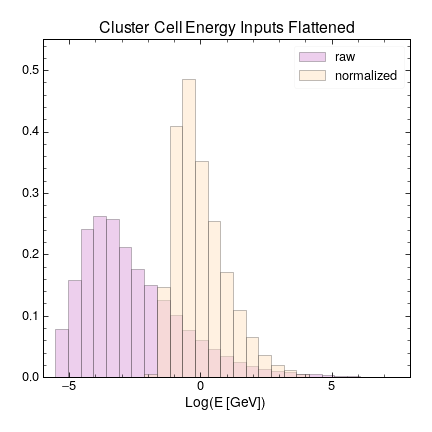 Cluster Cell Energy Inputs Flattened
raw
normalized
0.5
0.4
0.3
0.2
0.1
0.0
−5 0 5
Log(E [GeV])